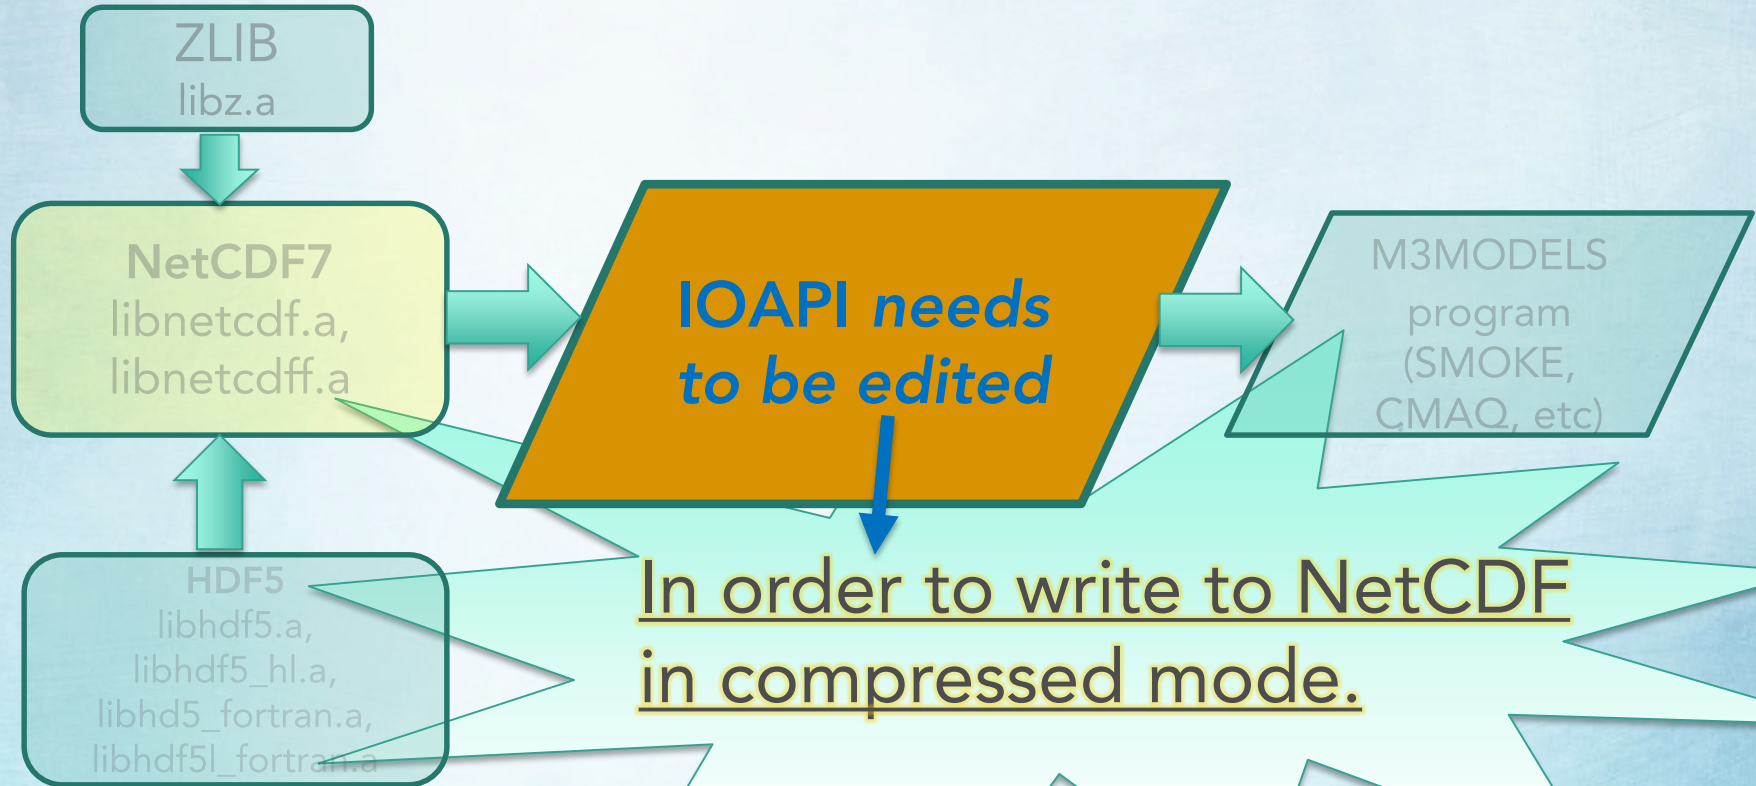 ZLIB
libz.a
NetCDF7
libnetcdf.a,
libnetcdff.a
HDF5
libhdf5.a,
libhdf5_hl.a,
libhd5_fortran.a,
libhdf5l_fortran.a
IOAPI needs
to be edited
M3MODELS
program
(SMOKE,
CMAQ, etc)
In order to write to NetCDF
in compressed mode.